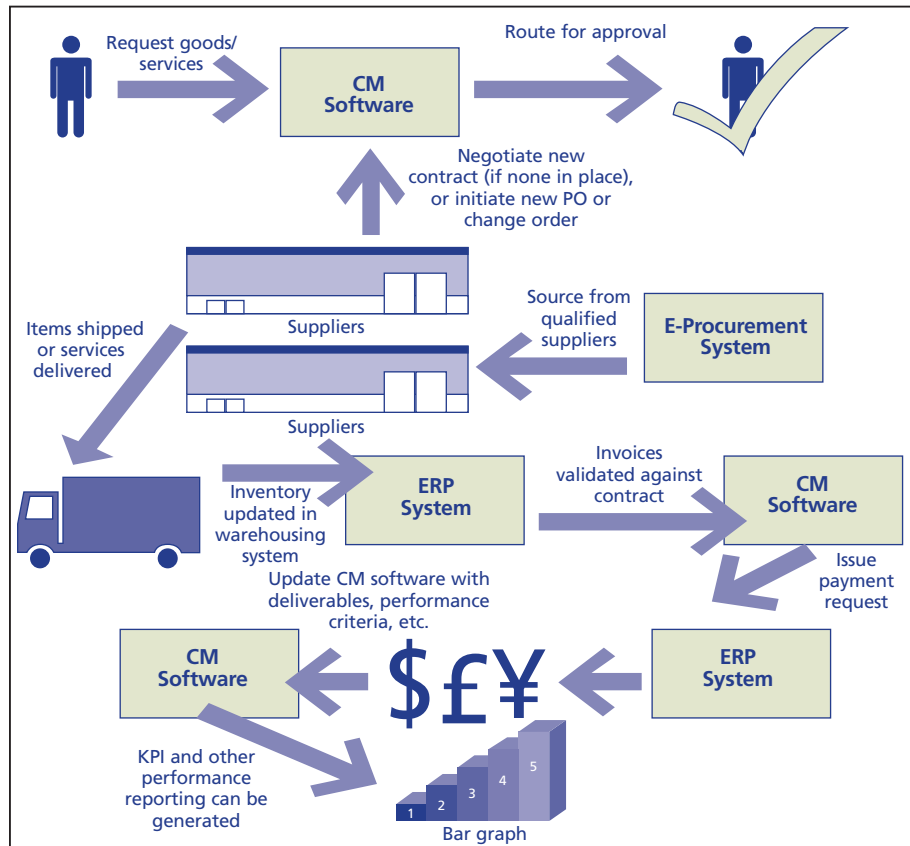 Request goods/
services
CM
Software
Route for approval
Negotiate new
contract (if none in place),
or initiate new PO or
change order
Suppliers
Source from
qualified
suppliers
E-Procurement
System
Items shipped
or services
delivered
Suppliers
Inventory
updated in
warehousing
system
ERP
System
Invoices
validated against
contract
CM
Software
Issue
payment
request
Update CM software with
deliverables, performance
criteria, etc.
CM
Software
$£¥
ERP
System
KPI and other
performance
reporting can be
generated
1 2 3 4 5
Bar graph